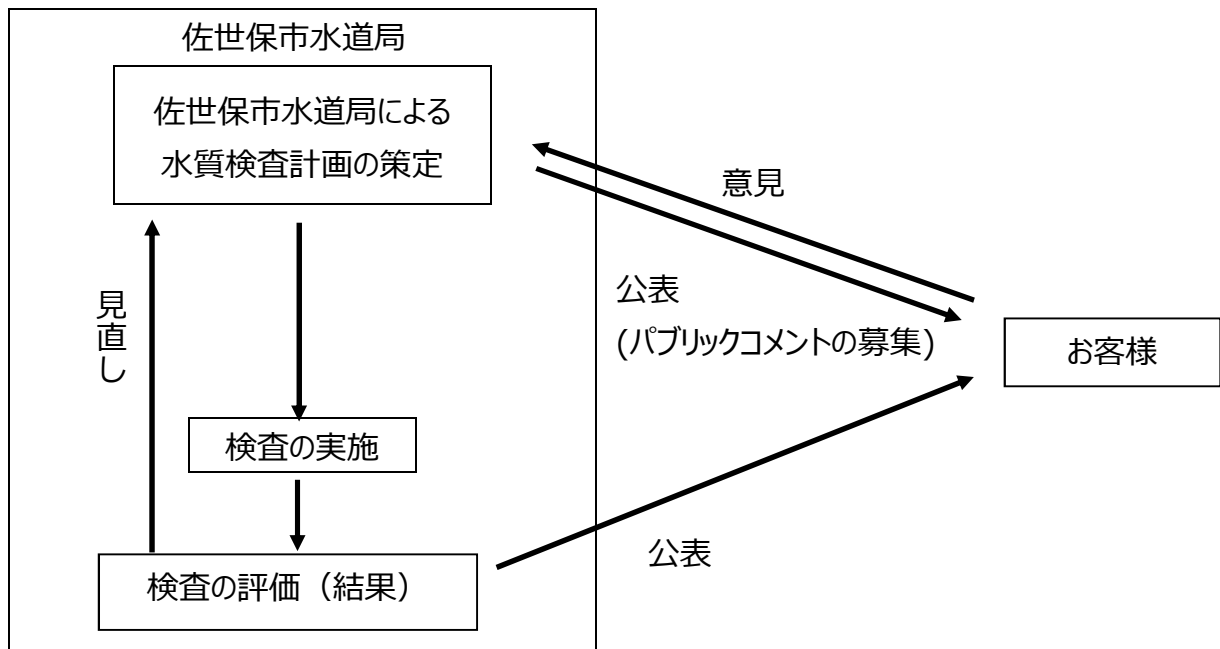 佐世保市水道局
佐世保市水道局による
水質検査計画の策定
意見
公表
(パブリックコメントの募集)
見直し
お客様
検査の実施
公表
検査の評価（結果）